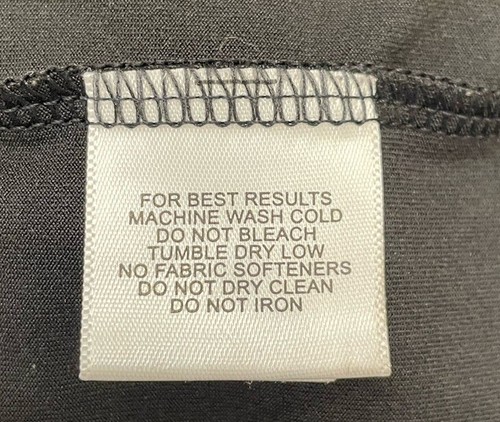 FOR BEST RESULTS
MACHINE WASH COLD
DO NOT BLEACH
TUMBLE DRY LOW
NO FABRIC SOFTENERS
DO NOT DRY CLEAN
DO NOT IRON